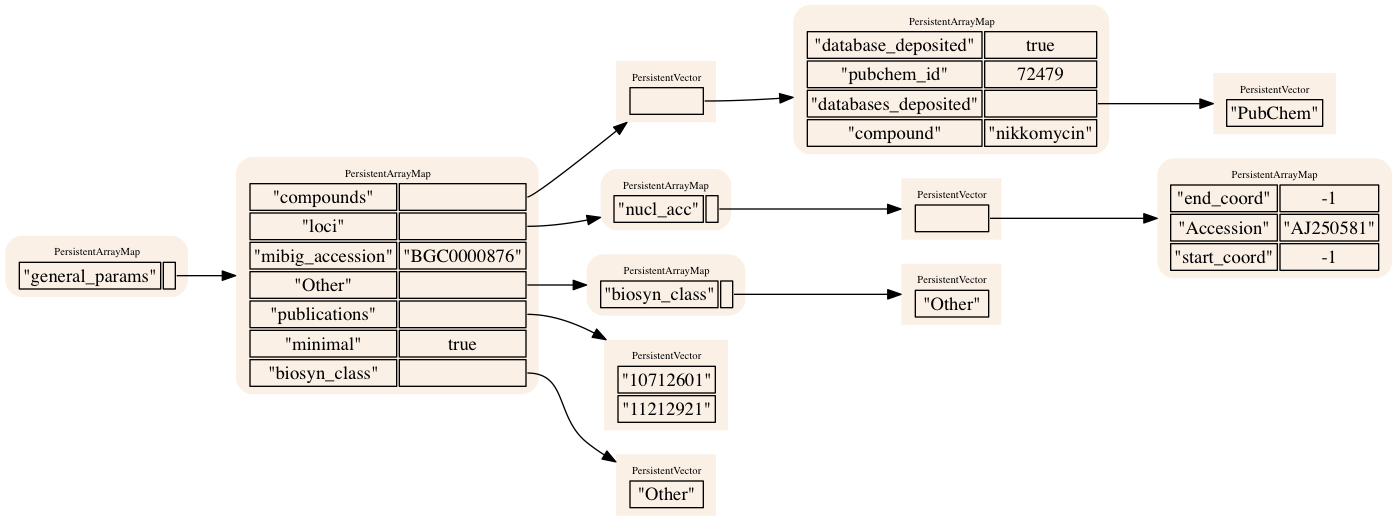 PersistentArrayMap
"general_params"
PersistentArrayMap
"compounds"
"loci"
"mibig_accession" "BGC0000876"
"Other"
"publications"
"minimal" true
"biosyn_class"
PersistentVector
PersistentArrayMap
"database_deposited" true
"pubchem_id" 72479
"databases_deposited"
"compound" "nikkomycin"
PersistentVector
"PubChem"
PersistentArrayMap
"nucl_acc"
PersistentVector
PersistentArrayMap
"end_coord" -1
"Accession" "AJ250581"
"start_coord" -1
PersistentArrayMap
"biosyn_class"
PersistentVector
"Other"
PersistentVector
"10712601"
"11212921"
PersistentVector
"Other"